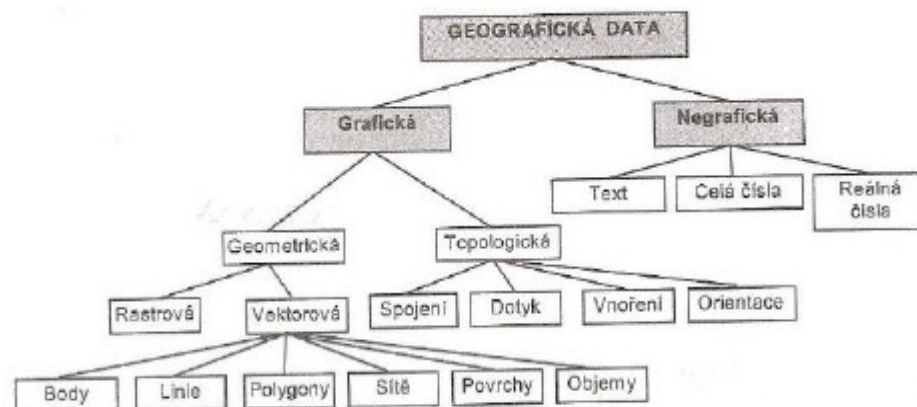 GEOGRAFICKÁ DATA
Grafická
Negrafická
Text
Celá čísla
Reálná
čísla
Geometrická
Topologická
Rastrová
Vektorová
Spojení
Dotyk
Vnoření
Orientace
Body
Linie
Polygony
Sítě
Povrchy
Objemy